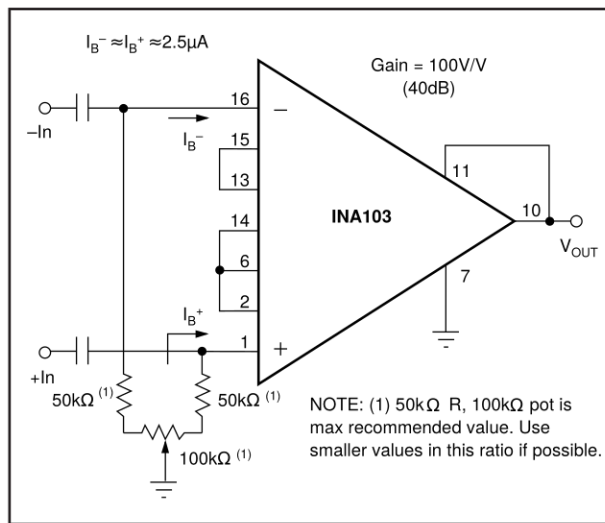 I_B^- ≈ I_B^+ ≈ 2.5µA
Gain = 100V/V
(40dB)
16
–In
I_B^-
15
13
11
INA103
14
10
6
V_OUT
7
2
I_B^+
1
+In
50kΩ (1)
50kΩ (1)
100kΩ (1)
NOTE: (1) 50kΩ R, 100kΩ pot is
max recommended value. Use
smaller values in this ratio if possible.